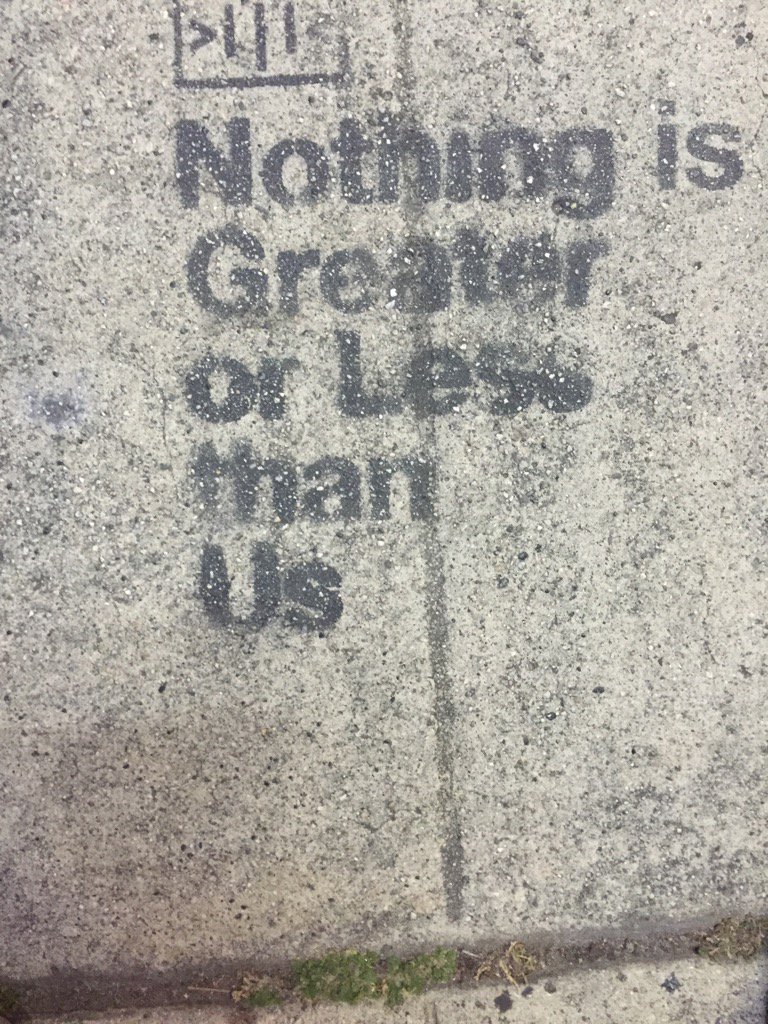 Nothing is
Greater
or Less
than
Us